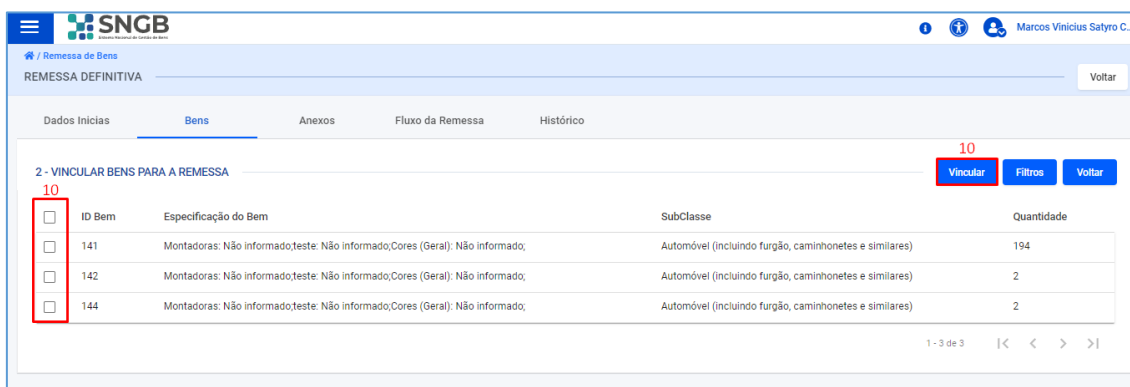 SNGB
Sistema Nacional de Gestão de Bens
Marcos Vinicius Satyro C...
/ Remessa de Bens
REMESSA DEFINITIVA
Voltar
Dados Inicias Bens Anexos Fluxo da Remessa Histórico
10
2 - VINCULAR BENS PARA A REMESSA Vincular Filtros Voltar
10
ID Bem Especificação do Bem SubClasse Quantidade
141 Montadoras: Não informado;teste: Não informado;Cores (Geral): Não informado; Automóvel (incluindo furgão, caminhonetes e similares) 194
142 Montadoras: Não informado;teste: Não informado;Cores (Geral): Não informado; Automóvel (incluindo furgão, caminhonetes e similares) 2
144 Montadoras: Não informado;teste: Não informado;Cores (Geral): Não informado; Automóvel (incluindo furgão, caminhonetes e similares) 2
1 - 3 de 3